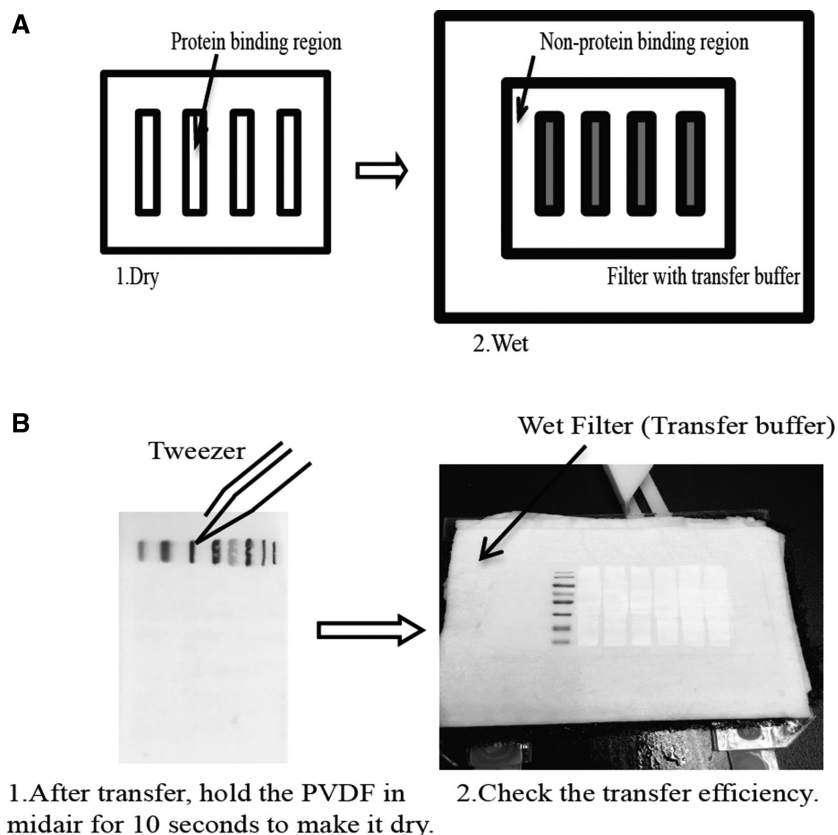 A
Protein binding region
Non-protein binding region
1.Dry
Filter with transfer buffer
2.Wet
B
Wet Filter (Transfer buffer)
Tweezer
1.After transfer, hold the PVDF in
midair for 10 seconds to make it dry.
2.Check the transfer efficiency.